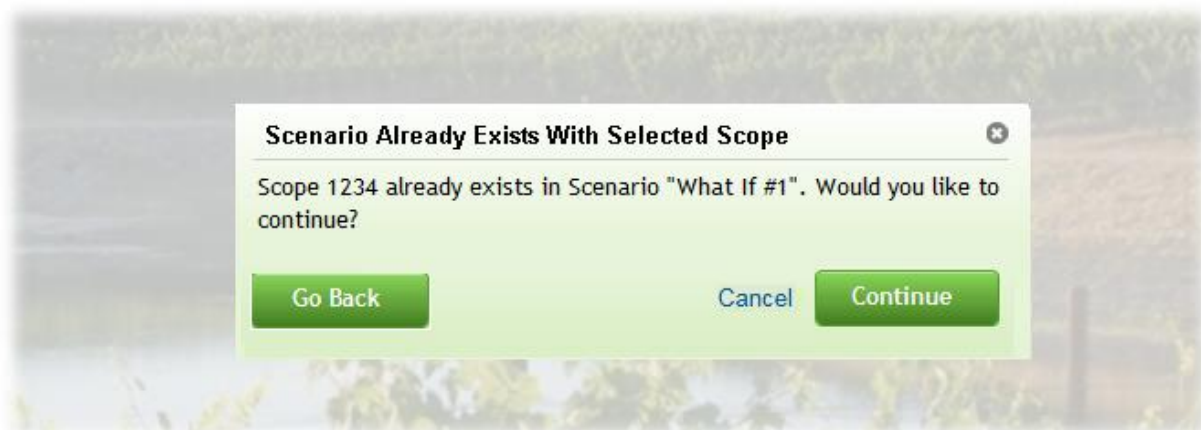 Scenario Already Exists With Selected Scope
Scope 1234 already exists in Scenario "What If #1". Would you like to
continue?
Go Back
Cancel
Continue